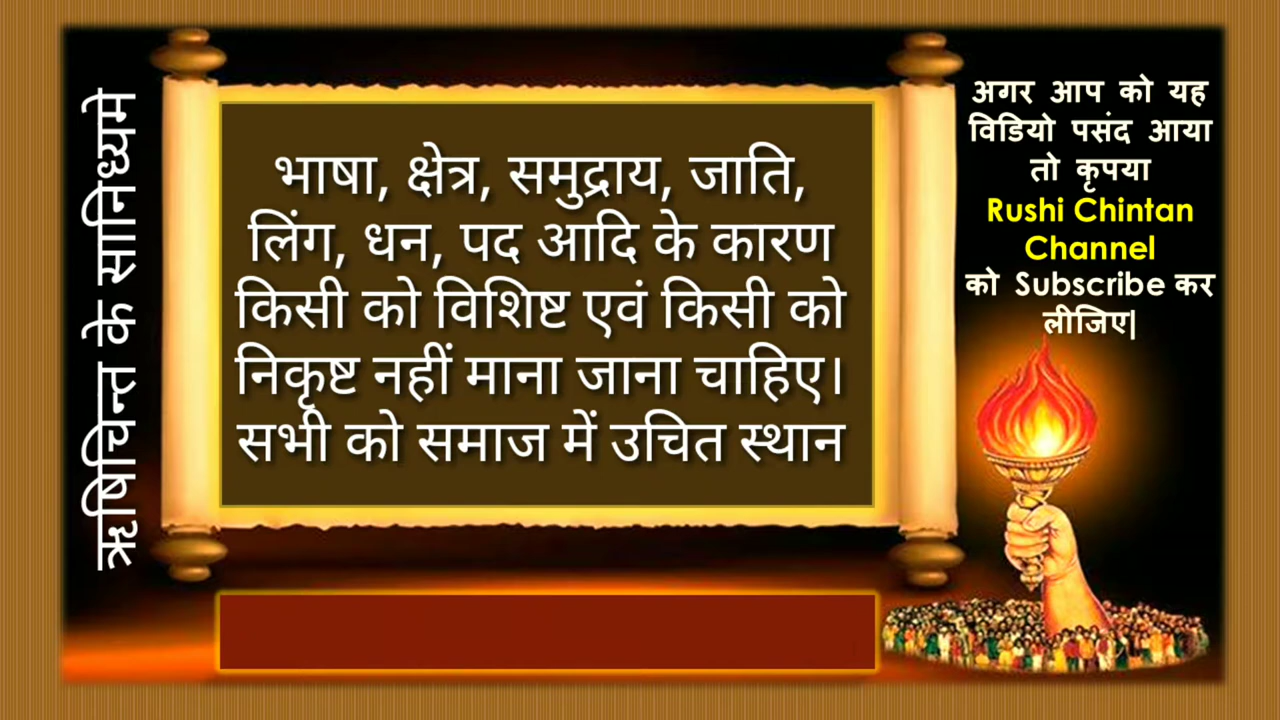 ऋषिचिन्त के सानिध्यमे
भाषा, क्षेत्र, समुद्राय, जाति,
लिंग, धन, पद आदि के कारण
किसी को विशिष्ट एवं किसी को
निकृष्ट नहीं माना जाना चाहिए।
सभी को समाज में उचित स्थान
अगर आप को यह
विडियो पसंद आया
तो कृपया
Rushi Chintan
Channel
को Subscribe कर
लीजिए|